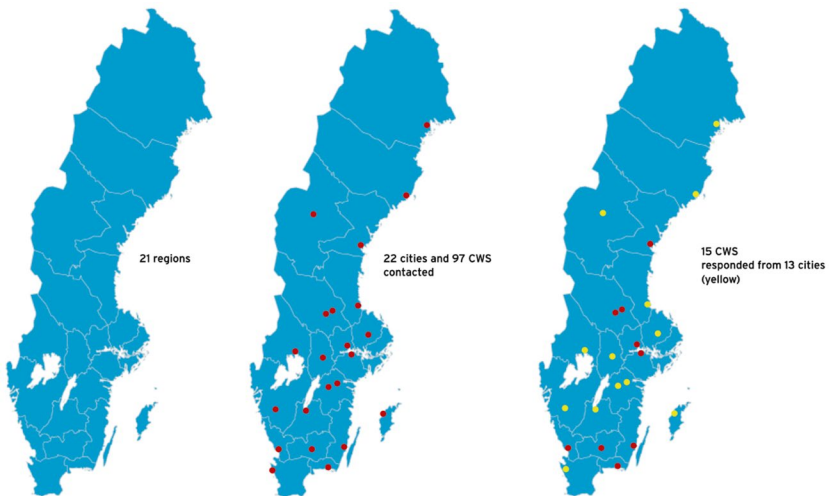 21 regions
22 cities and 97 CWS
contacted
15 CWS
responded from 13 cities
(yellow)